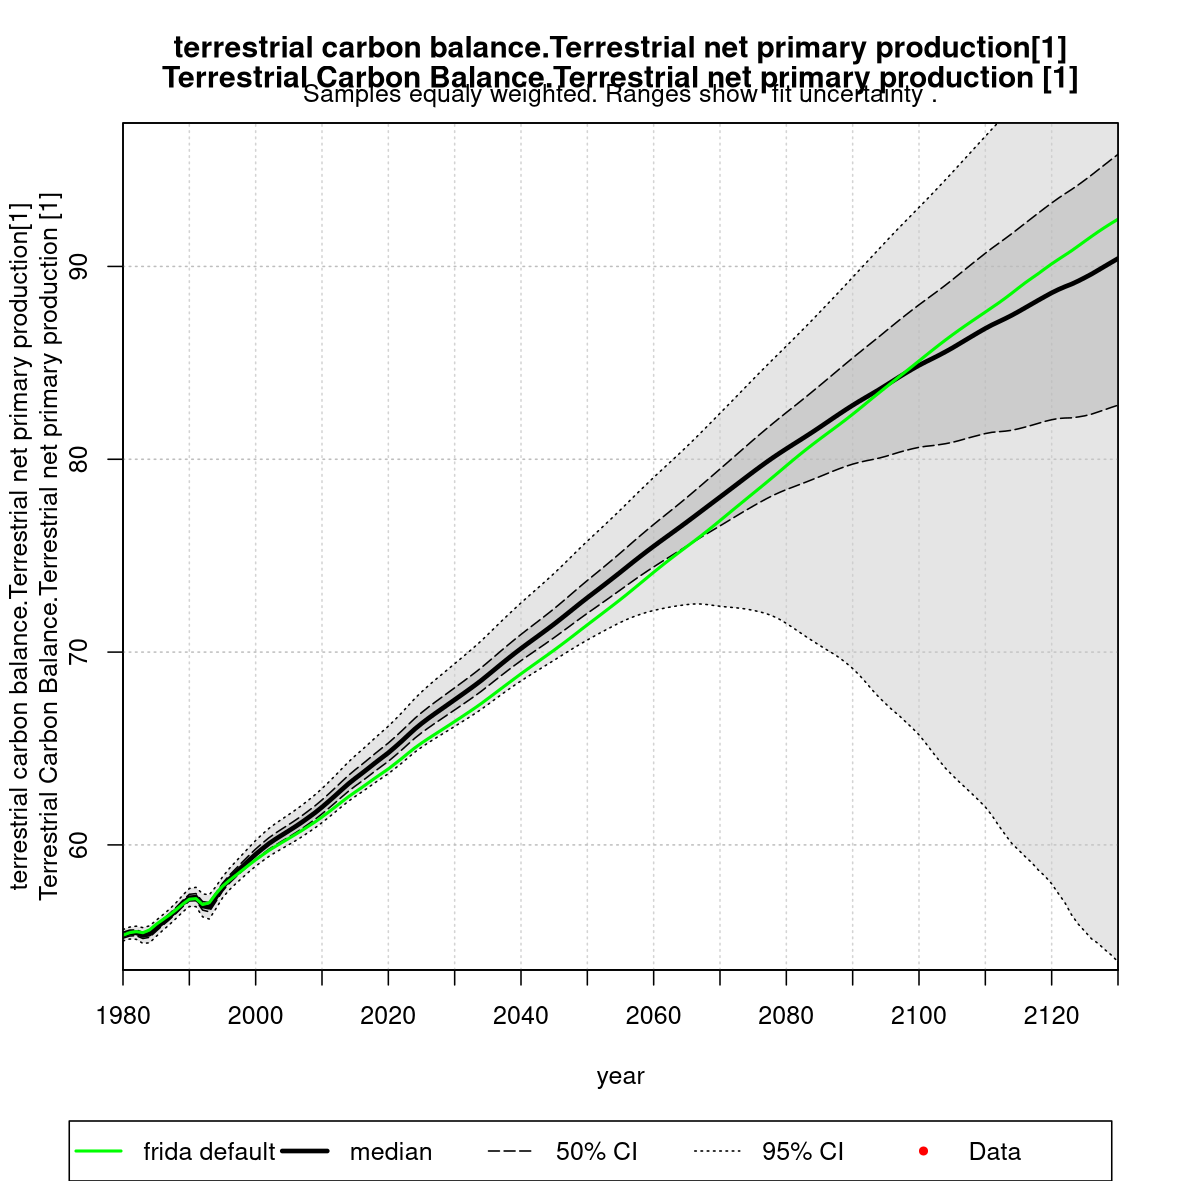 terrestrial carbon balance.Terrestrial net primary production[1]
Terrestrial Carbon Balance.Terrestrial net primary production [1]
Samples equaly weighted. Ranges show 'fit uncertainty'.
terrestrial carbon balance.Terrestrial net primary production[1]
Terrestrial Carbon Balance.Terrestrial net primary production [1]
90
80
70
60
1980 2000 2020 2040 2060 2080 2100 2120
year
frida default median 50% CI 95% CI Data